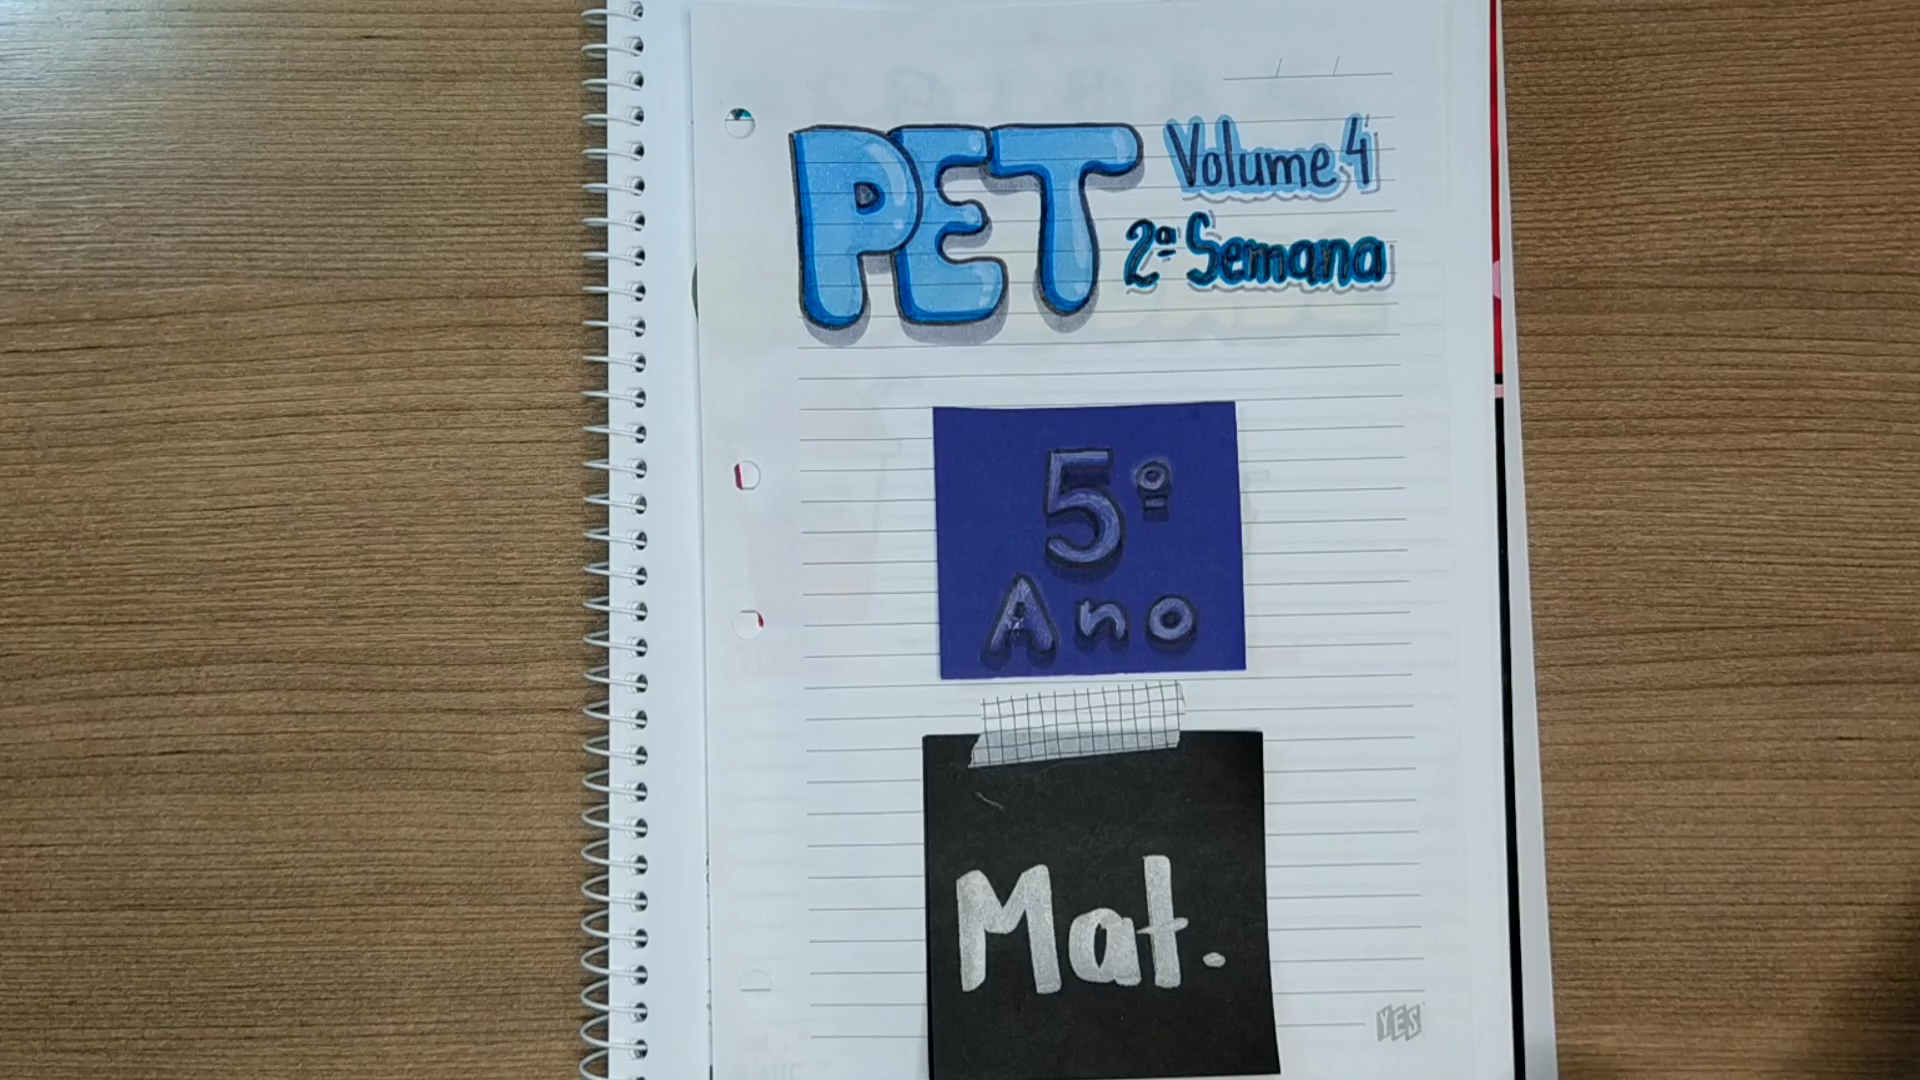 PET Volume 4
2ª Semana
5º
Ano
Mat.
YES